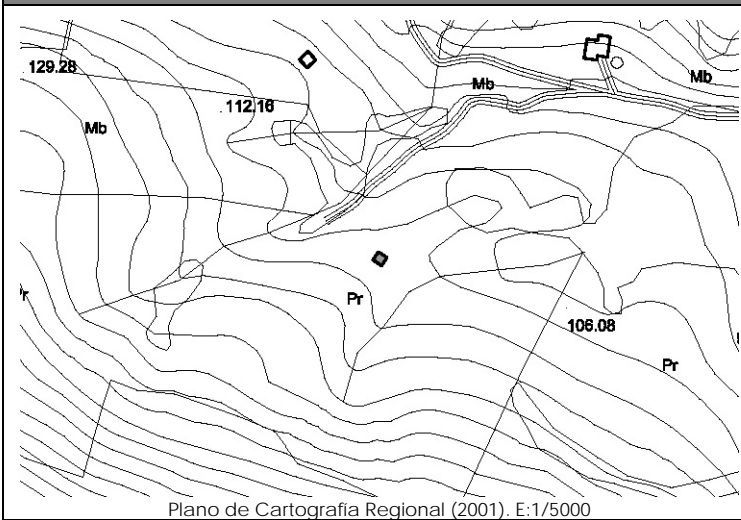 129.28
112.16
Mb
Mb
Mb
Pr
106.08
Pr
Plano de Cartografía Regional (2001). E:1/5000